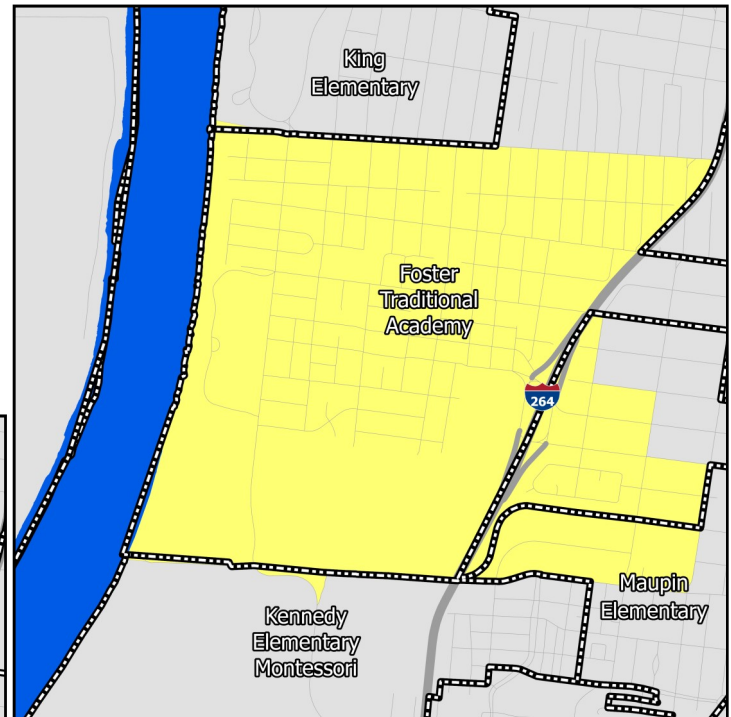 King
Elementary
Foster
Traditional
Academy
264
Maupin
Elementary
Kennedy
Elementary
Montessori